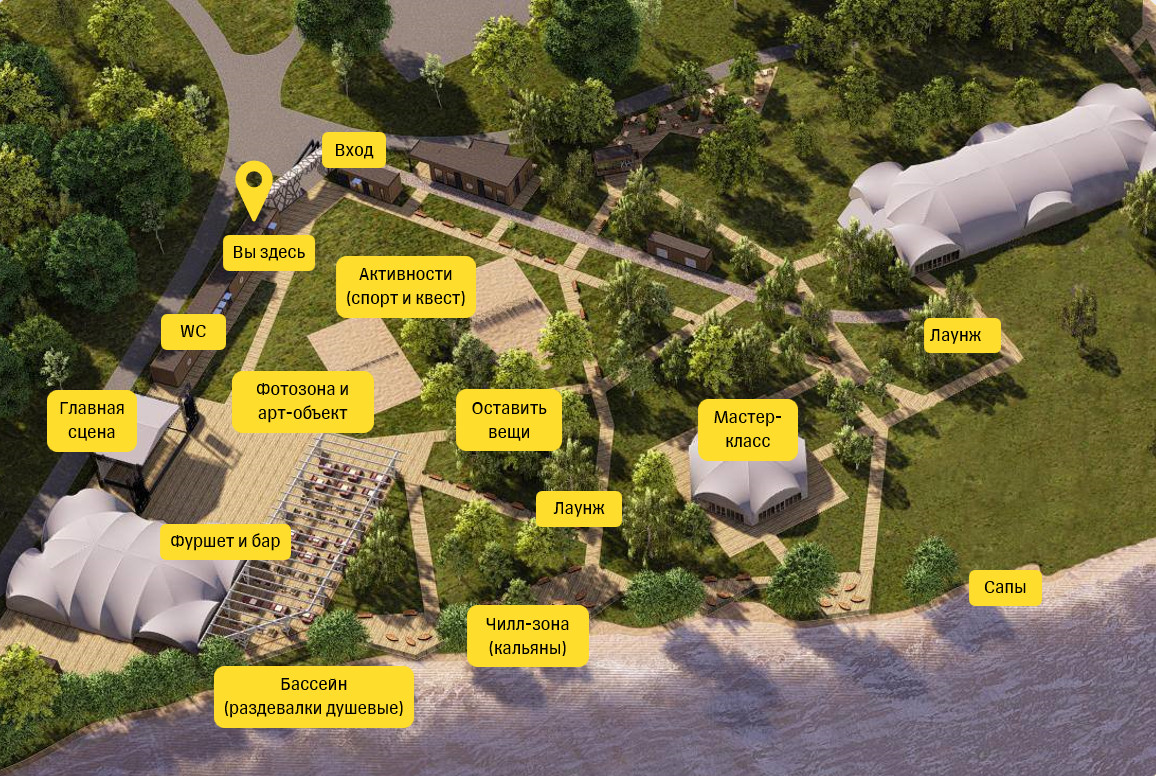 Вход
Вы здесь
Активности
(спорт и квест)
WC
Лаунж
Фотозона и
арт-объект
Главная
сцена
Оставить
вещи
Мастер-
класс
Лаунж
Фуршет и бар
Сапы
Чилл-зона
(кальяны)
Бассейн
(раздевалки душевые)